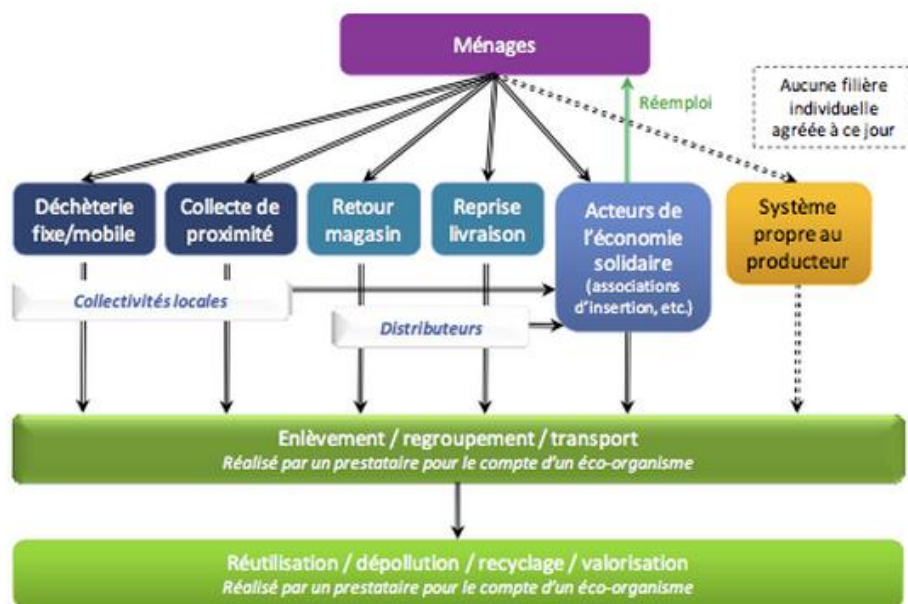 Ménages
Réemploi
Aucune filière
individuelle
agréée à ce jour
Déchèterie
fixe/mobile
Collecte de
proximité
Retour
magasin
Reprise
livraison
Acteurs de
l'économie
solidaire
(associations
d'insertion, etc.)
Système
propre au
producteur
Collectivités locales
Distributeurs
Enlèvement / regroupement / transport
Réalisé par un prestataire pour le compte d'un éco-organisme
Réutilisation / dépollution / recyclage / valorisation
Réalisé par un prestataire pour le compte d'un éco-organisme